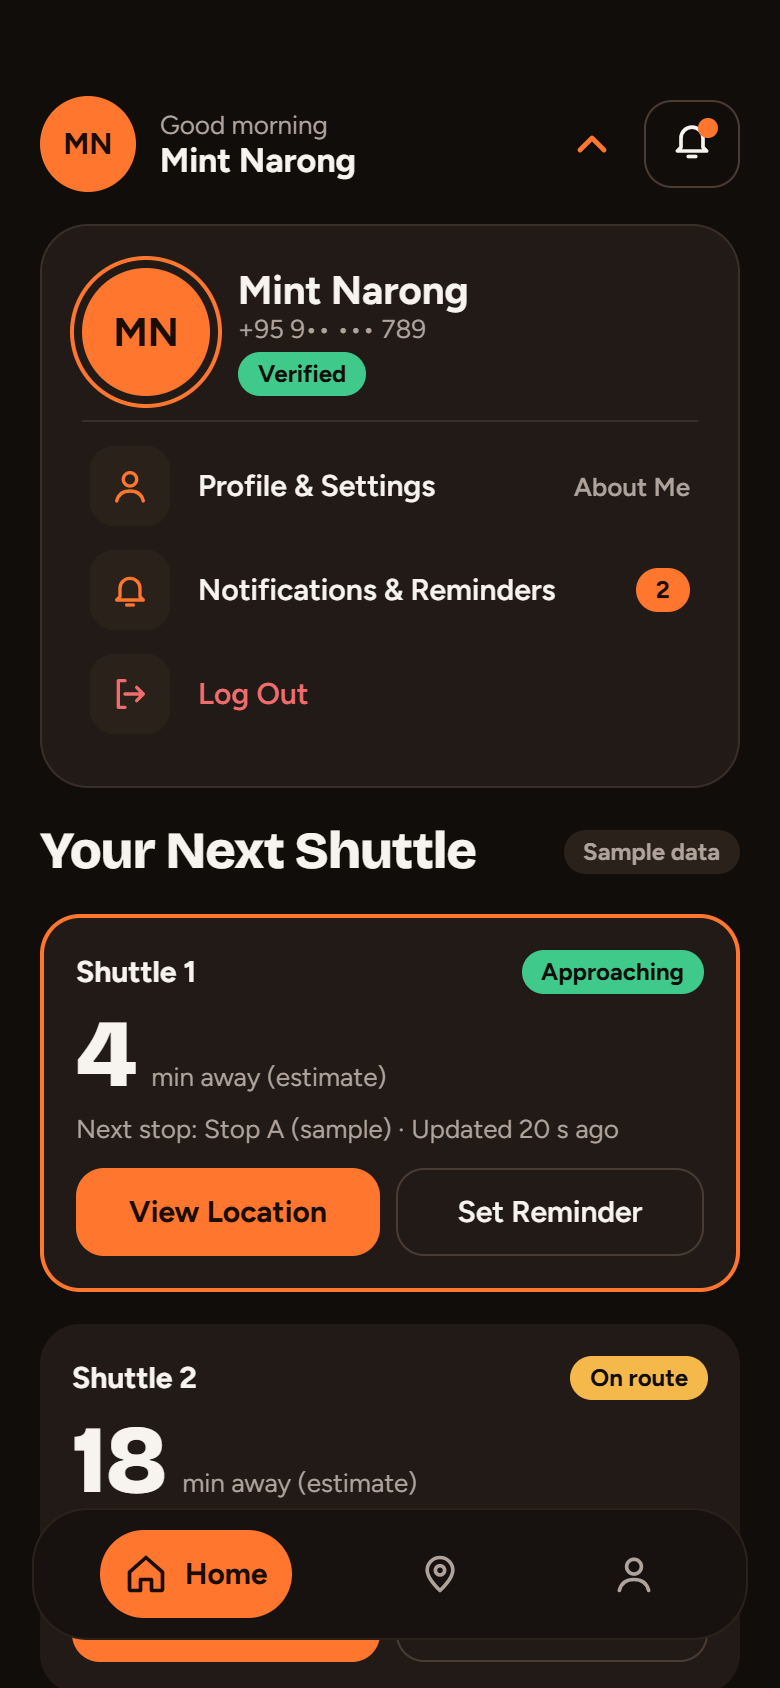 MN
Good morning
Mint Narong
MN
Mint Narong
+95 9•• ••• 789
Verified
Profile & Settings
About Me
Notifications & Reminders
2
Log Out
Your Next Shuttle
Sample data
Shuttle 1
Approaching
4 min away (estimate)
Next stop: Stop A (sample) · Updated 20 s ago
View Location
Set Reminder
Shuttle 2
On route
18 min away (estimate)
Home